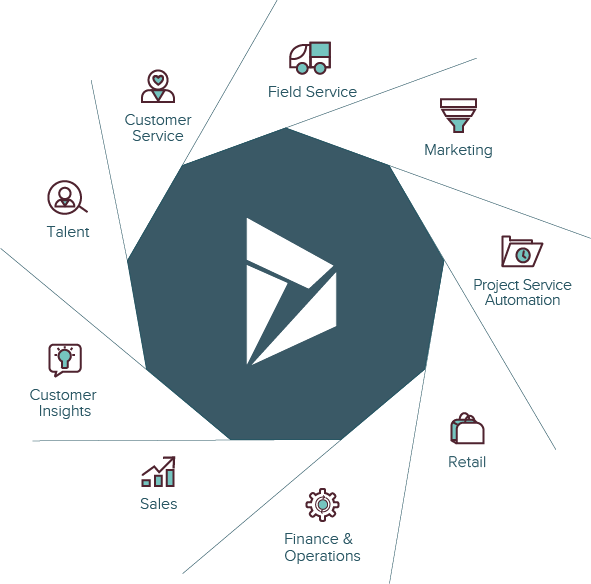 Field Service
Customer
Service
Marketing
Talent
Project Service
Automation
Customer
Insights
Retail
Sales
Finance &
Operations